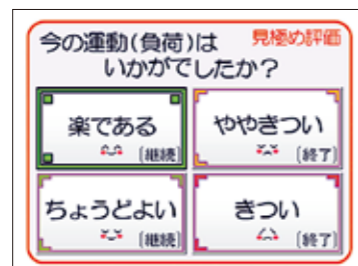 今の運動(負荷)は 見極め評価
いかがでしたか?
楽である
[継続]
ややきつい
[終了]
ちょうどよい
[継続]
きつい
[終了]